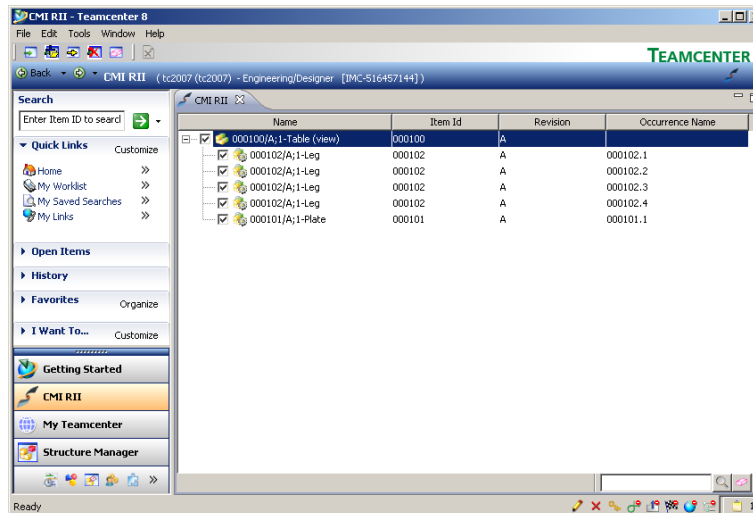 CMI RII - Teamcenter 8
File Edit Tools Window Help
TEAMCENTER
Back CMI RII (tc2007 (tc2007) - Engineering/Designer [IMC-516457144] )
Search
Enter Item ID to search
Quick Links Customize
Home
My Worklist
My Saved Searches
My Links
Open Items
History
Favorites Organize
I Want To... Customize
Getting Started
CMI RII
My Teamcenter
Structure Manager
CMI RII
Name Item Id Revision Occurrence Name
000100/A;1-Table (view) 000100 A
000102/A;1-Leg 000102 A 000102.1
000102/A;1-Leg 000102 A 000102.2
000102/A;1-Leg 000102 A 000102.3
000102/A;1-Leg 000102 A 000102.4
000101/A;1-Plate 000101 A 000101.1
Ready
1